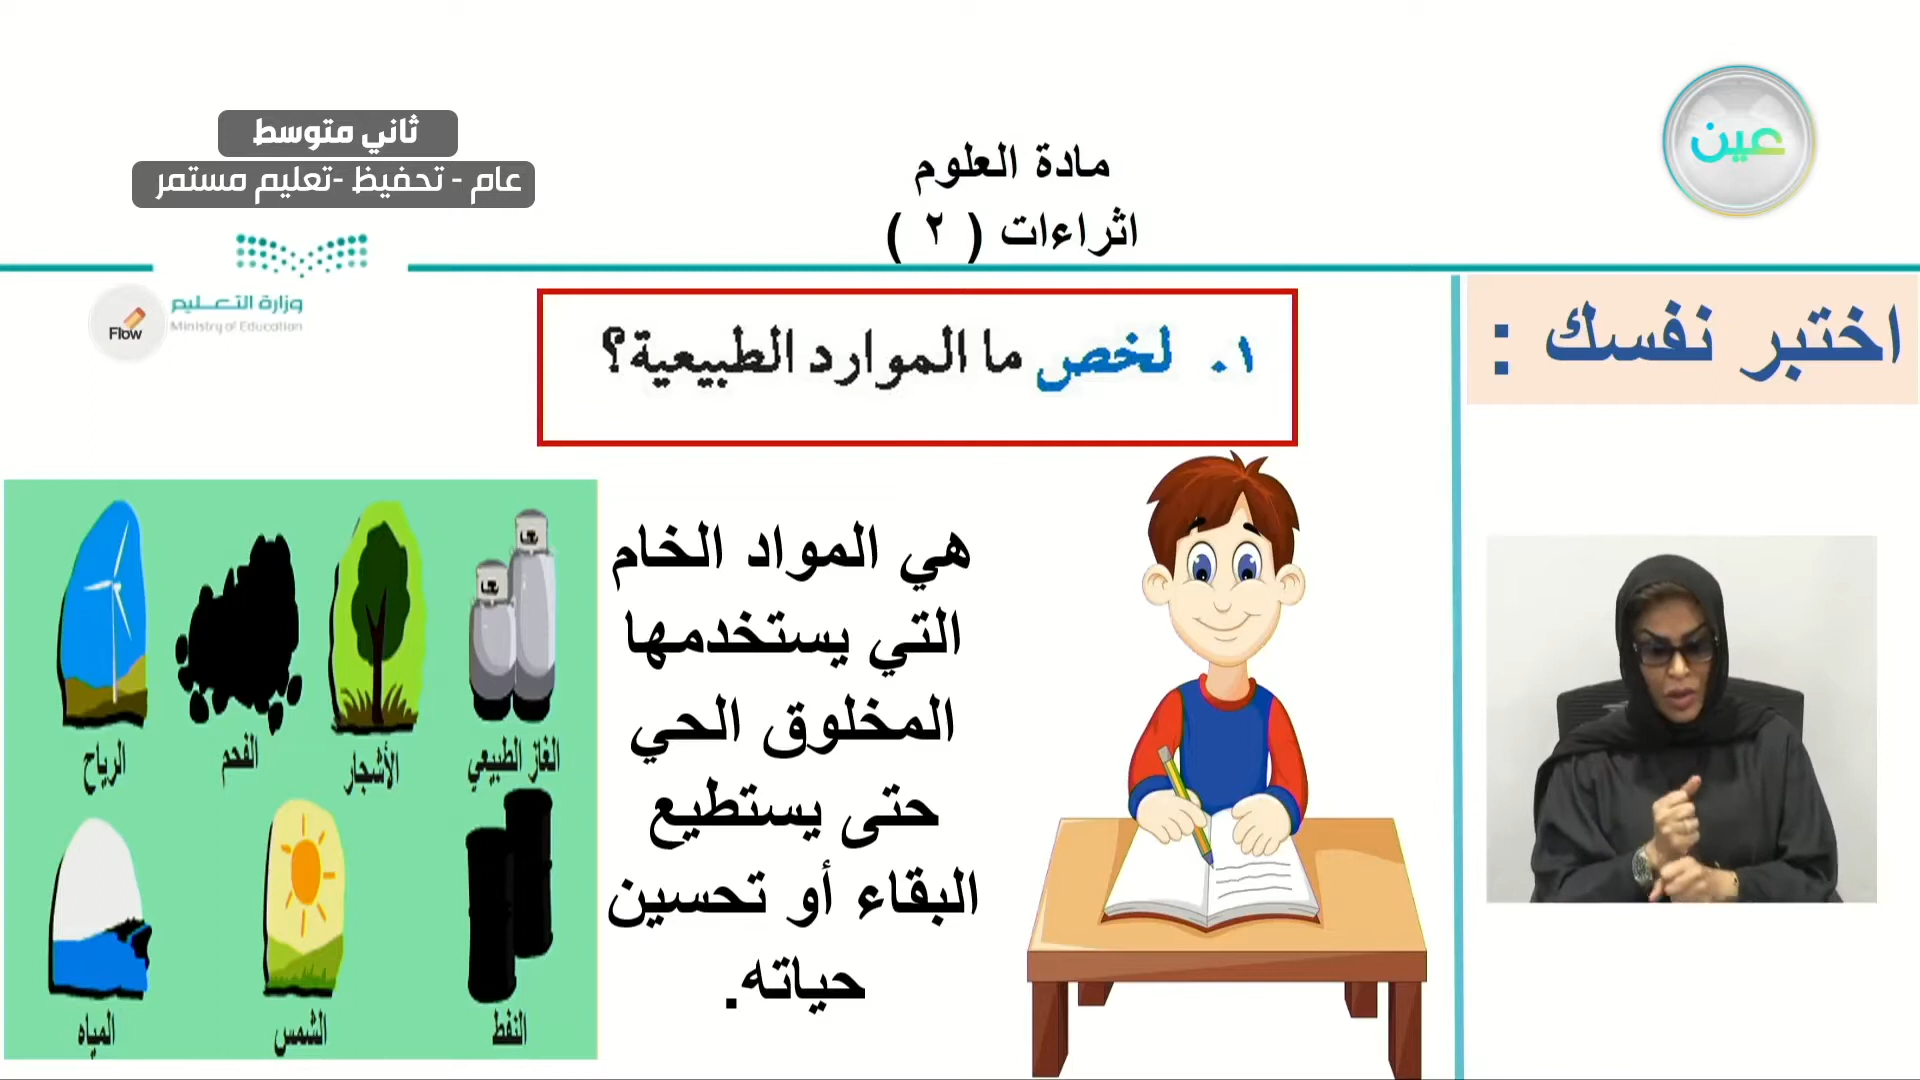 ثاني متوسط
عام - تحفيظ -تعليم مستمر
عين
مادة العلوم
اثراءات ( ٢ )
وزارة التعليم
Ministry of Education
Flow
اختبر نفسك :
١. لخص ما الموارد الطبيعية؟
هي المواد الخام
التي يستخدمها
المخلوق الحي
حتى يستطيع
البقاء أو تحسين
حياته.
الغاز الطبيعي
الأشجار
الفحم
الرياح
النفط
الشمس
المياه